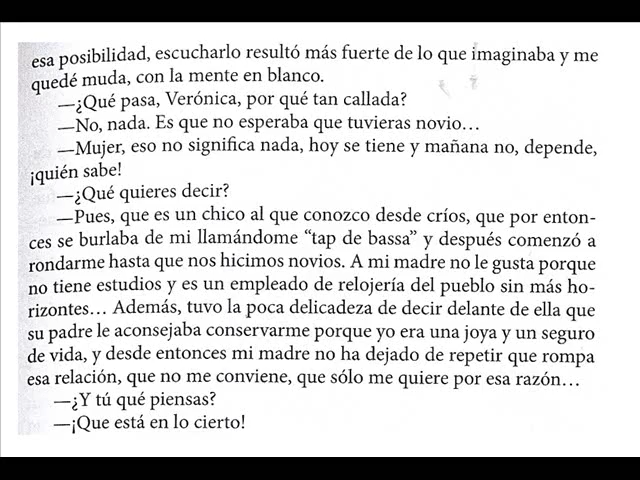 esa posibilidad, escucharlo resultó más fuerte de lo que imaginaba y me
quedé muda, con la mente en blanco.
—¿Qué pasa, Verónica, por qué tan callada?
—No, nada. Es que no esperaba que tuvieras novio…
—Mujer, eso no significa nada, hoy se tiene y mañana no, depende,
¡quién sabe!
—¿Qué quieres decir?
—Pues, que es un chico al que conozco desde críos, que por enton-
ces se burlaba de mi llamándome “tap de bassa” y después comenzó a
rondarme hasta que nos hicimos novios. A mi madre no le gusta porque
no tiene estudios y es un empleado de relojería del pueblo sin más ho-
rizontes… Además, tuvo la poca delicadeza de decir delante de ella que
su padre le aconsejaba conservarme porque yo era una joya y un seguro
de vida, y desde entonces mi madre no ha dejado de repetir que rompa
esa relación, que no me conviene, que sólo me quiere por esa razón…
—¿Y tú qué piensas?
—¡Que está en lo cierto!